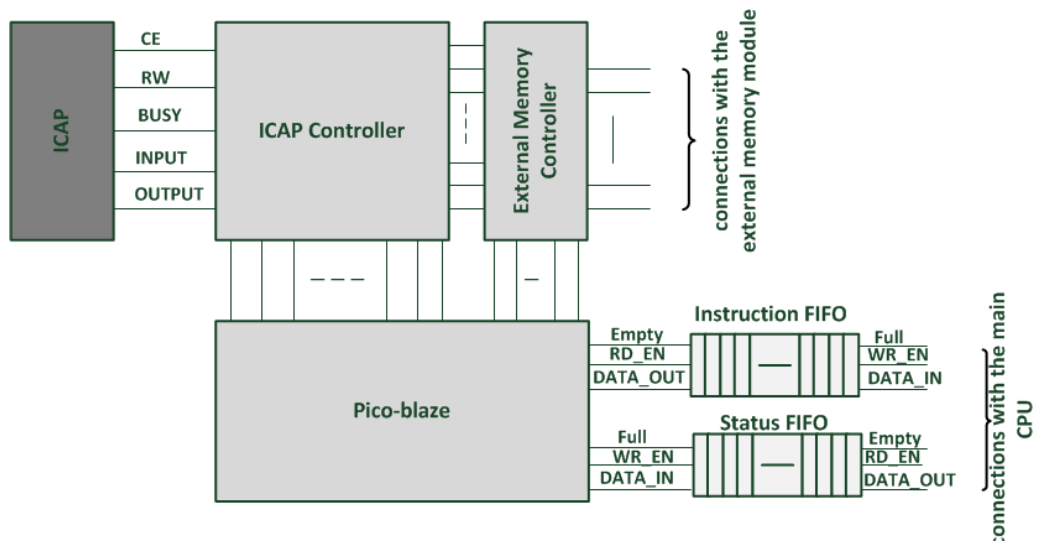 CE
RW
BUSY
INPUT
OUTPUT
ICAP
ICAP Controller
External Memory
Controller
connections with the
external memory module
Pico-blaze
Instruction FIFO
Empty
RD_EN
DATA_OUT
Full
WR_EN
DATA_IN
Status FIFO
Full
WR_EN
DATA_IN
Empty
RD_EN
DATA_OUT
connections with the main
CPU